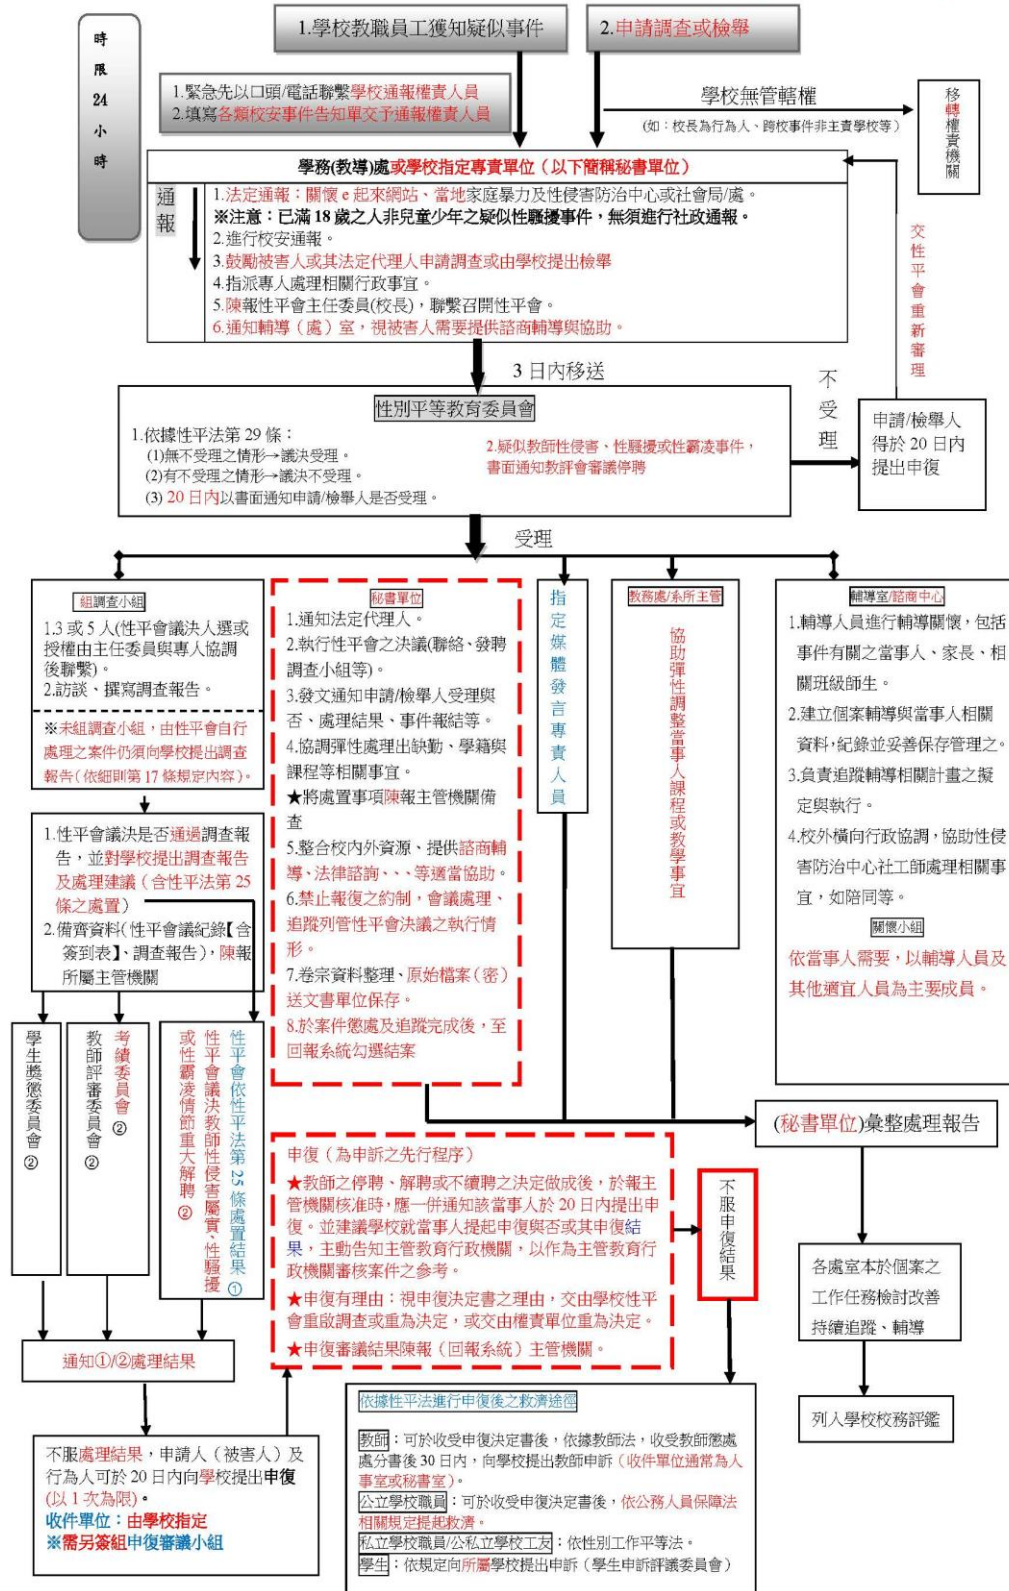 時
限
24
小
時
1.學校教職員工獲知疑似事件
2.申請調查或檢舉
1.緊急先以口頭/電話聯繫學校通報權責人員
2.填寫各類校安事件告知單交予通報權責人員
學校無管轄權
(如：校長為行為人、跨校事件非主責學校等)
移轉權責機關
學務(教導)處或學校指定專責單位（以下簡稱秘書單位）
通報
1.法定通報：關懷 e 起來網站、當地家庭暴力及性侵害防治中心或社會局/處。
※注意：已滿 18 歲之人非兒童少年之疑似性騷擾事件，無須進行社政通報。
2.進行校安通報。
3.鼓勵被害人或其法定代理人申請調查或由學校提出檢舉
4.指派專人處理相關行政事宜。
5.陳報性平會主任委員(校長)，聯繫召開性平會。
6.通知輔導（處）室，視被害人需要提供諮商輔導與協助。
交性平會重新審理
3 日內移送
性別平等教育委員會
1.依據性平法第 29 條：
(1)無不受理之情形→議決受理。
(2)有不受理之情形→議決不受理。
(3) 20 日內以書面通知申請/檢舉人是否受理。
2.疑似教師性侵害、性騷擾或性霸凌事件，
書面通知教評會審議停聘
不受理
申請/檢舉人
得於 20 日內
提出申復
受理
組調查小組
1.3 或 5 人(性平會議決人選或
授權由主任委員與專人協調
後聯繫)。
2.訪談、撰寫調查報告。
※未組調查小組，由性平會自行
處理之案件仍須向學校提出調查
報告(依細則第 17 條規定內容)。
秘書單位
1.通知法定代理人。
2.執行性平會之決議(聯絡、發聘
調查小組等)。
3.發文通知申請/檢舉人受理與
否、處理結果、事件報結等。
4.協調彈性處理出缺勤、學籍與
課程等相關事宜。
★將處置事項陳報主管機關備
查
5.整合校內外資源、提供諮商輔
導、法律諮詢、、、等適當協助。
6.禁止報復之約制，會議處理、
追蹤列管性平會決議之執行情
形。
7.卷宗資料整理、原始檔案(密)
送文書單位保存。
8.於案件懲處及追蹤完成後，至
回報系統勾選結案
指定媒體發言專責人員
教務處/系所主管
協助彈性調整當事人課程或教學事宜
輔導室/諮商中心
1.輔導人員進行輔導關懷，包括
事件有關之當事人、家長、相
關班級師生。
2.建立個案輔導與當事人相關
資料，紀錄並妥善保存管理之。
3.負責追蹤輔導相關計畫之擬
定與執行。
4.校外橫向行政協調，協助性侵
害防治中心社工師處理相關事
宜，如陪同等。
關懷小組
依當事人需要，以輔導人員及
其他適宜人員為主要成員。
1.性平會議決是否通過調查報
告，並對學校提出調查報告
及處理建議（含性平法第 25
條之處置）
2.備齊資料(性平會議紀錄【含
簽到表】、調查報告)，陳報
所屬主管機關
學生獎懲委員會 ②
考績委員會
教師評審委員會 ②
性平會依性平法第 25 條處置結果 ①
性平會議決教師性侵害屬實、性騷擾
或性霸凌情節重大解聘 ②
(秘書單位)彙整處理報告
申復（為申訴之先行程序）
★教師之停聘、解聘或不續聘之決定做成後，於報主
管機關核准時，應一併通知該當事人於 20 日內提出申
復。並建議學校就當事人提起申復與否或其申復結
果，主動告知主管教育行政機關，以作為主管教育行
政機關審核案件之參考。
★申復有理由：視申復決定書之理由，交由學校性平
會重啟調查或重為決定，或交由權責單位重為決定。
★申復審議結果陳報（回報系統）主管機關。
不服申復結果
各處室本於個案之
工作任務檢討改善
持續追蹤、輔導
通知①/②處理結果
列入學校校務評鑑
不服處理結果，申請人（被害人）及
行為人可於 20 日內向學校提出申復
(以 1 次為限)。
收件單位：由學校指定
※需另簽組申復審議小組
依據性平法進行申復後之救濟途徑
教師：可於收受申復決定書後，依據教師法，收受教師懲處
處分書後 30 日內，向學校提出教師申訴（收件單位通常為人
事室或秘書室）。
公立學校職員：可於收受申復決定書後，依公務人員保障法
相關規定提起救濟。
私立學校職員/公私立學校工友：依性別工作平等法。
學生：依規定向所屬學校提出申訴（學生申訴評議委員會）